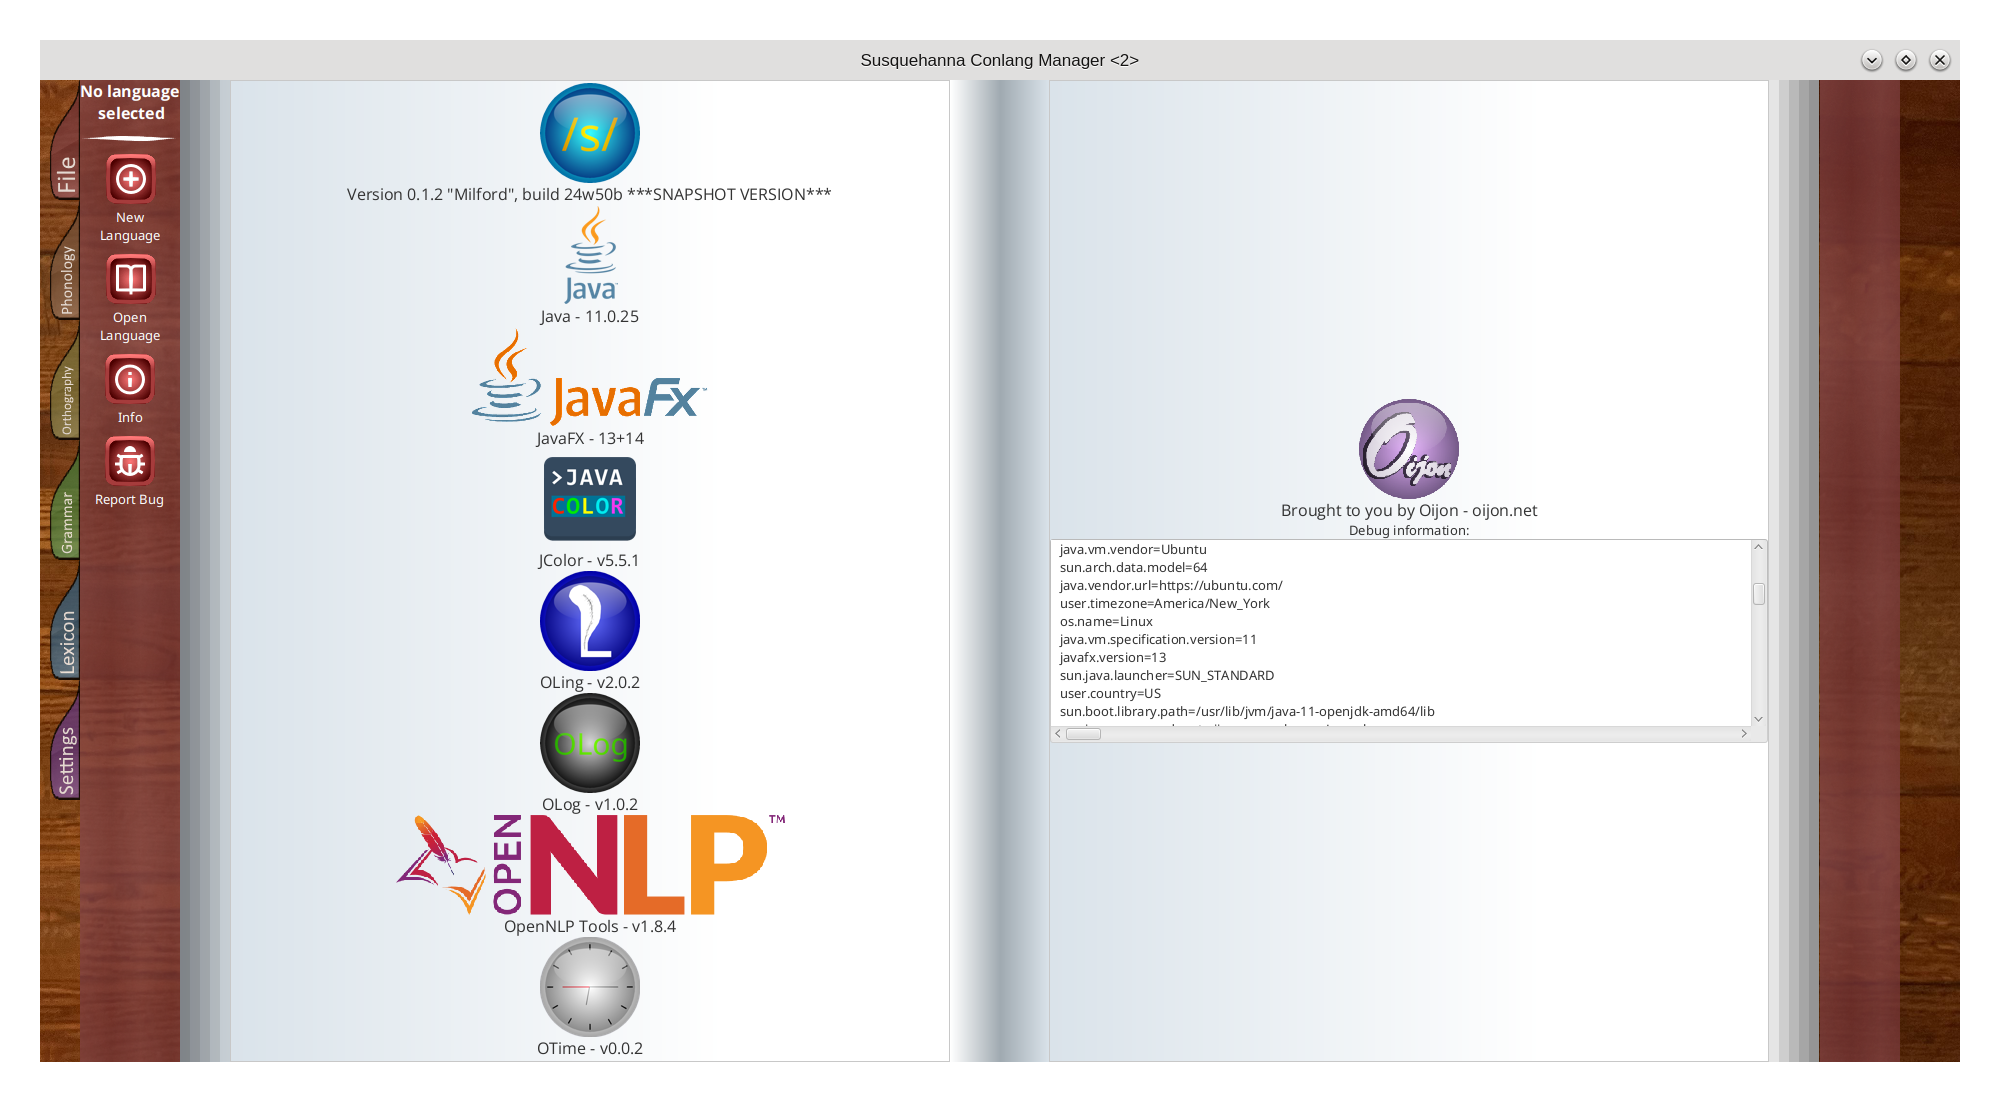 Susquehanna Conlang Manager <2>
No language
selected
File
Phonology
Orthography
Grammar
Lexicon
Settings
New
Language
Open
Language
Info
Report Bug
/s/
Version 0.1.2 "Milford", build 24w50b ***SNAPSHOT VERSION***
Java
Java - 11.0.25
JavaFX™
JavaFX - 13+14
>JAVA
COLOR
JColor - v5.5.1
OLing - v2.0.2
OLog
OLog - v1.0.2
OPEN NLP™
OpenNLP Tools - v1.8.4
OTime - v0.0.2
Oijon
Brought to you by Oijon - oijon.net
Debug information:
java.vm.vendor=Ubuntu
sun.arch.data.model=64
java.vendor.url=https://ubuntu.com/
user.timezone=America/New_York
os.name=Linux
java.vm.specification.version=11
javafx.version=13
sun.java.launcher=SUN_STANDARD
user.country=US
sun.boot.library.path=/usr/lib/jvm/java-11-openjdk-amd64/lib